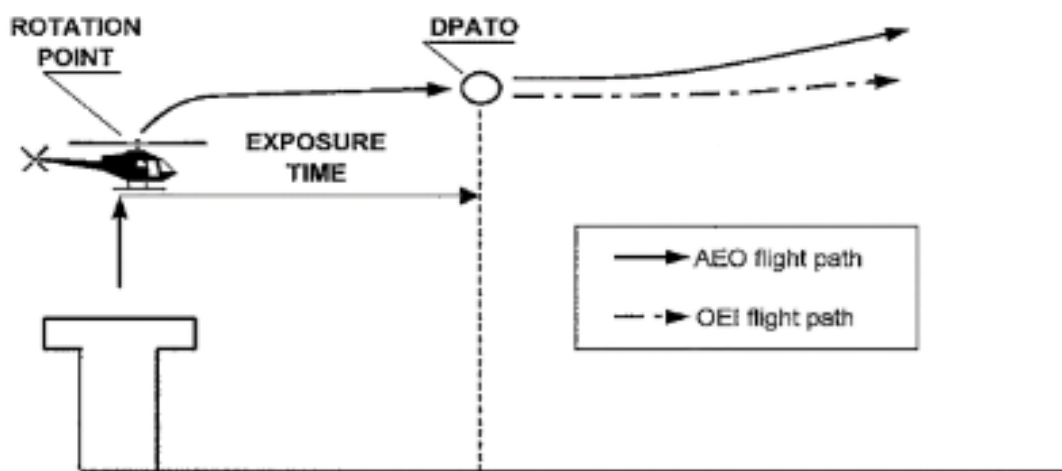 ROTATION
POINT
DPATO
EXPOSURE
TIME
AEO flight path
OEI flight path